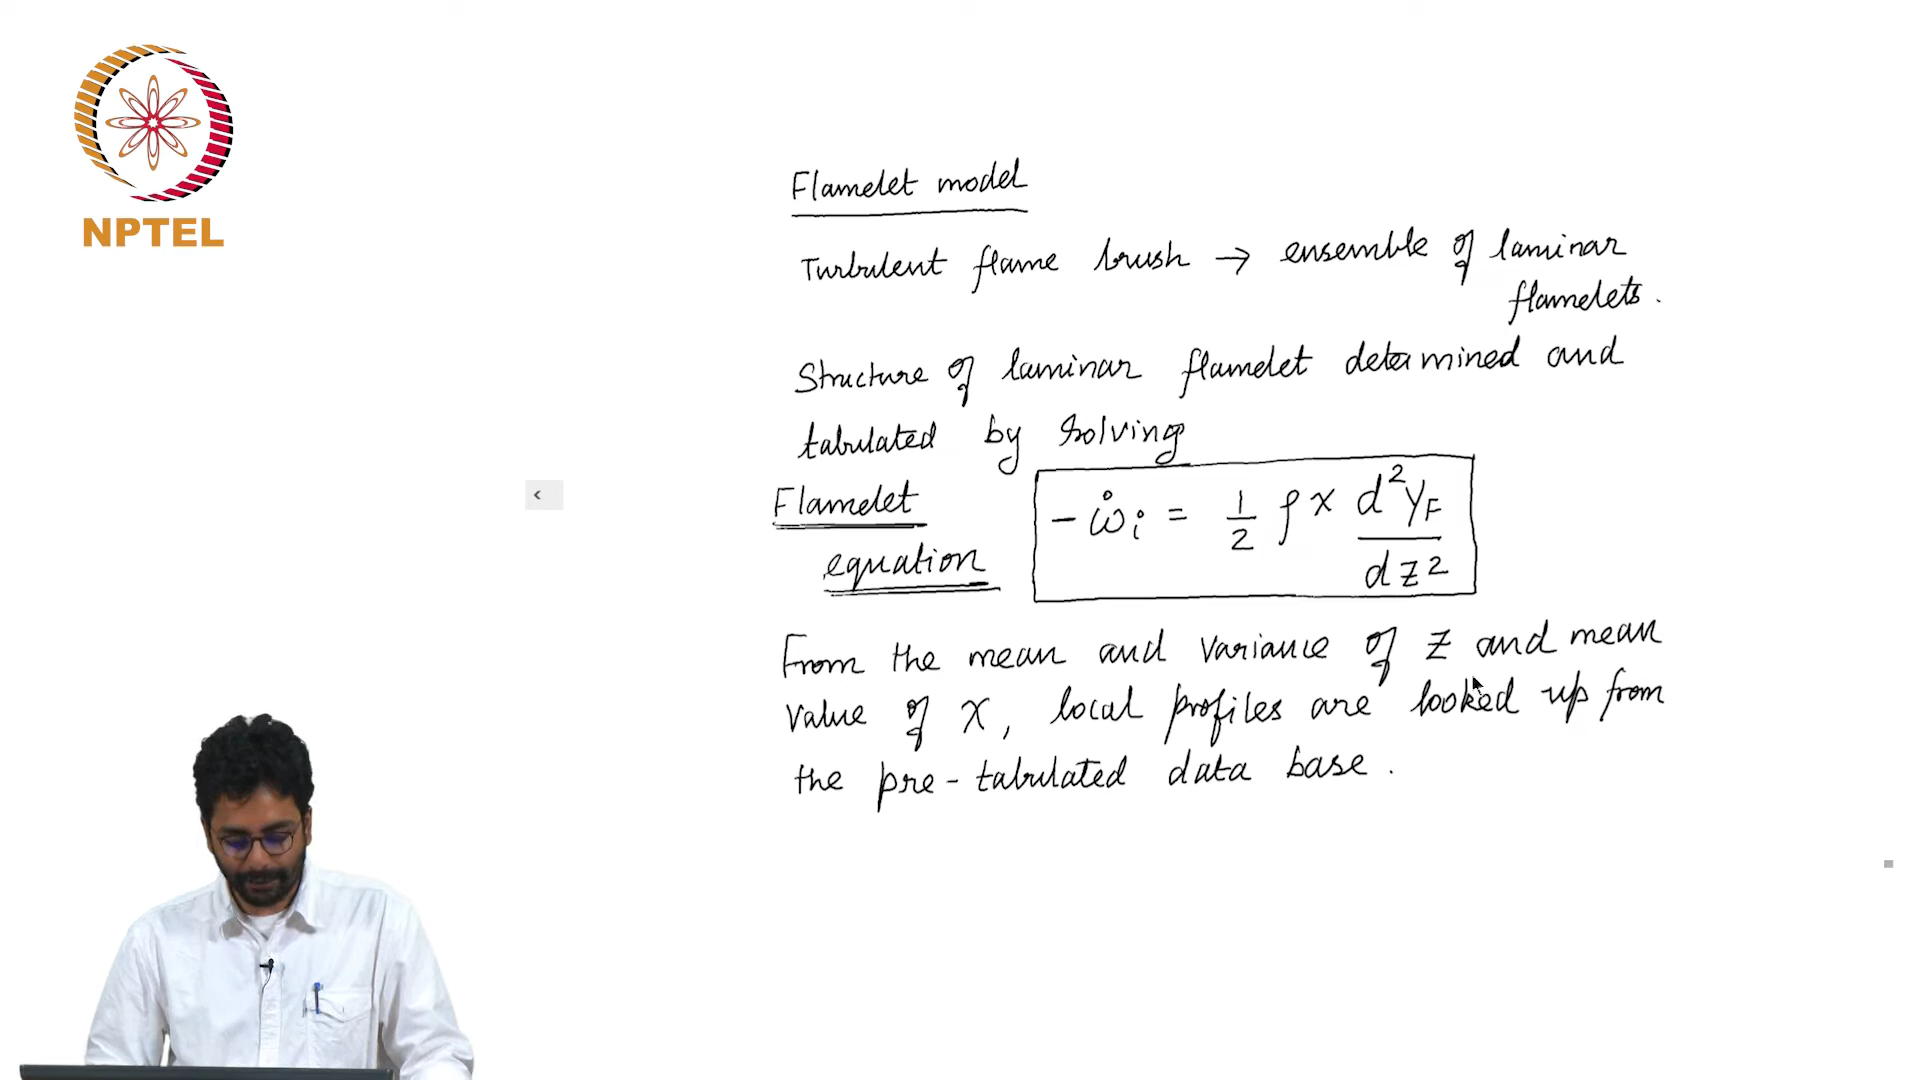 NPTEL
Flamelet model
Turbulent flame brush → ensemble of laminar
flamelets.
Structure of laminar flamelet determined and
tabulated by solving
Flamelet
equation
-ω̇i = 1/2 ρ χ d²YF/dz²
From the mean and variance of z and mean
value of χ, local profiles are looked up from
the pre-tabulated data base.